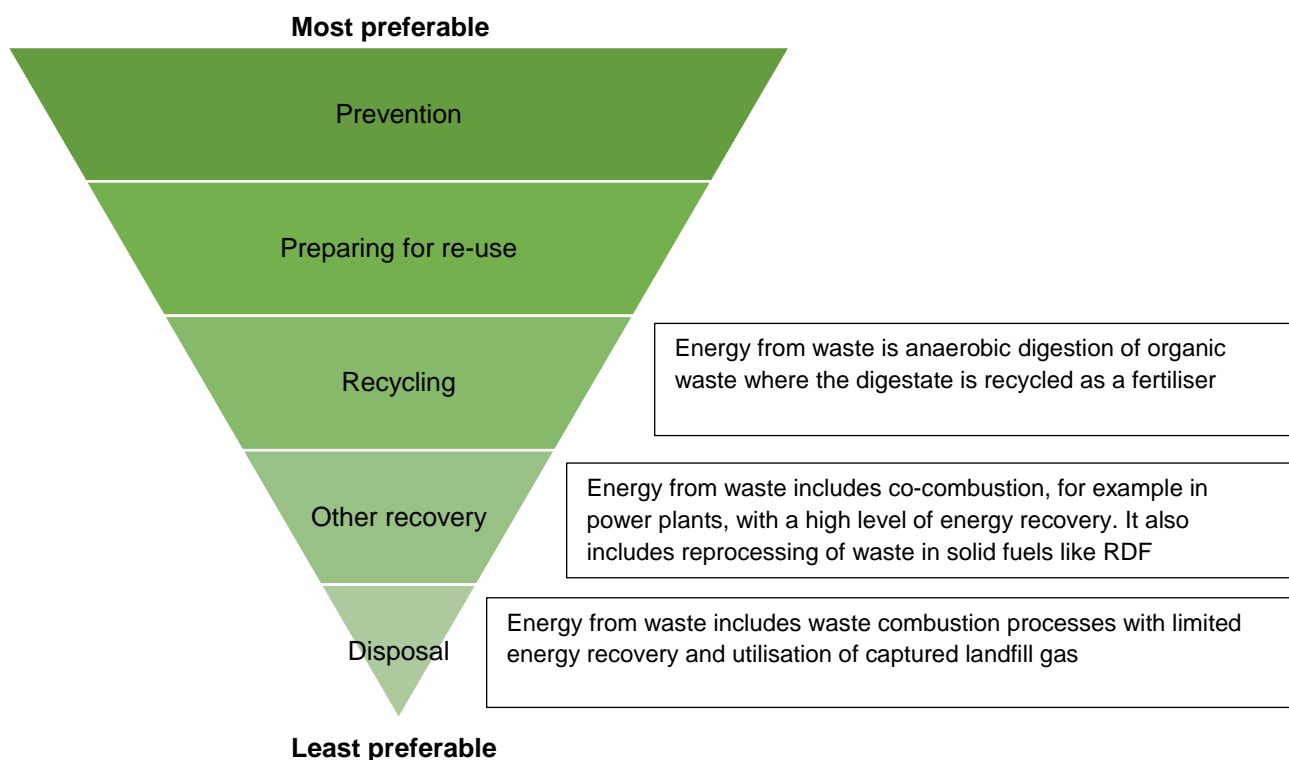 Most preferable
Prevention
Preparing for re-use
Recycling
Energy from waste is anaerobic digestion of organic
waste where the digestate is recycled as a fertiliser
Other recovery
Energy from waste includes co-combustion, for example in
power plants, with a high level of energy recovery. It also
includes reprocessing of waste in solid fuels like RDF
Disposal
Energy from waste includes waste combustion processes with limited
energy recovery and utilisation of captured landfill gas
Least preferable